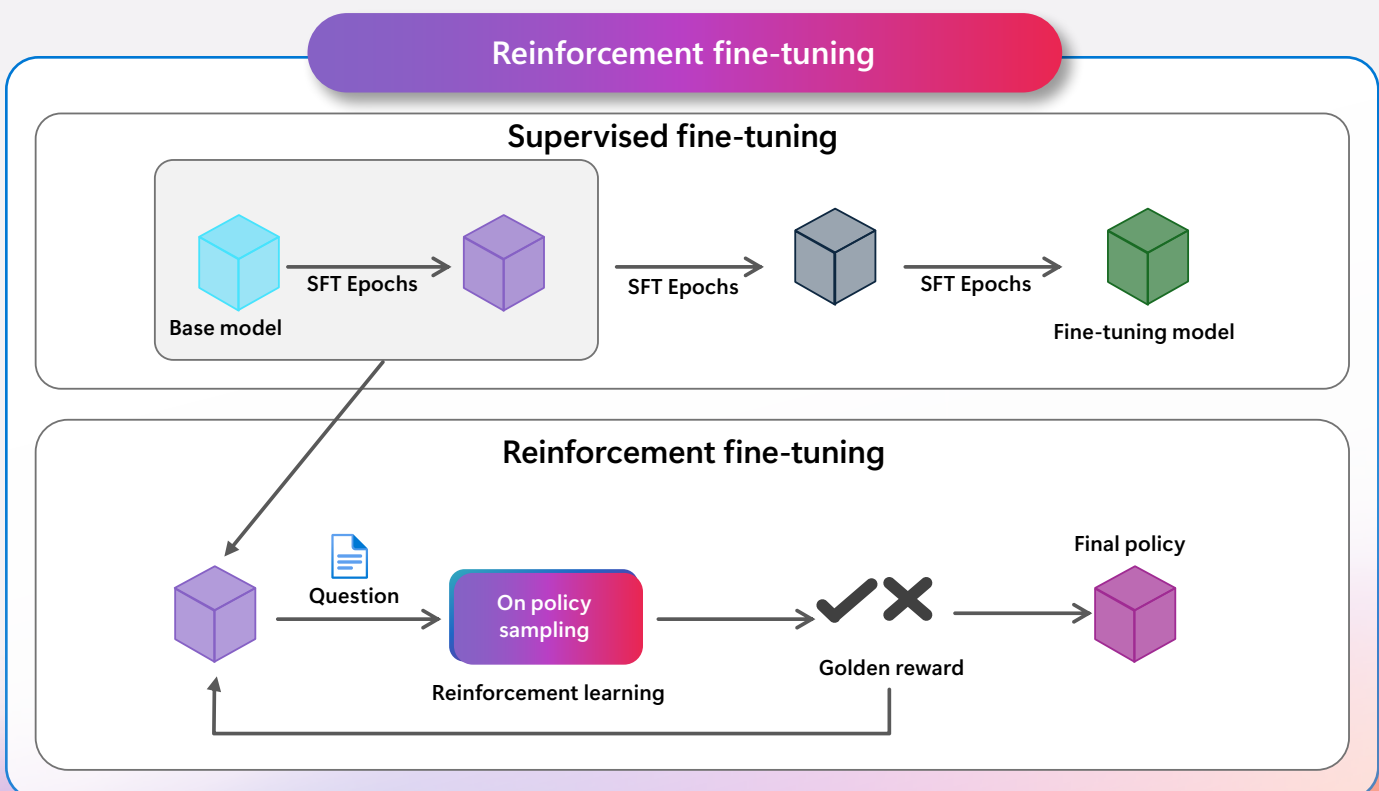 Reinforcement fine-tuning
Supervised fine-tuning
SFT Epochs
SFT Epochs
SFT Epochs
Base model
Fine-tuning model
Reinforcement fine-tuning
Question
On policy
sampling
Reinforcement learning
Golden reward
Final policy